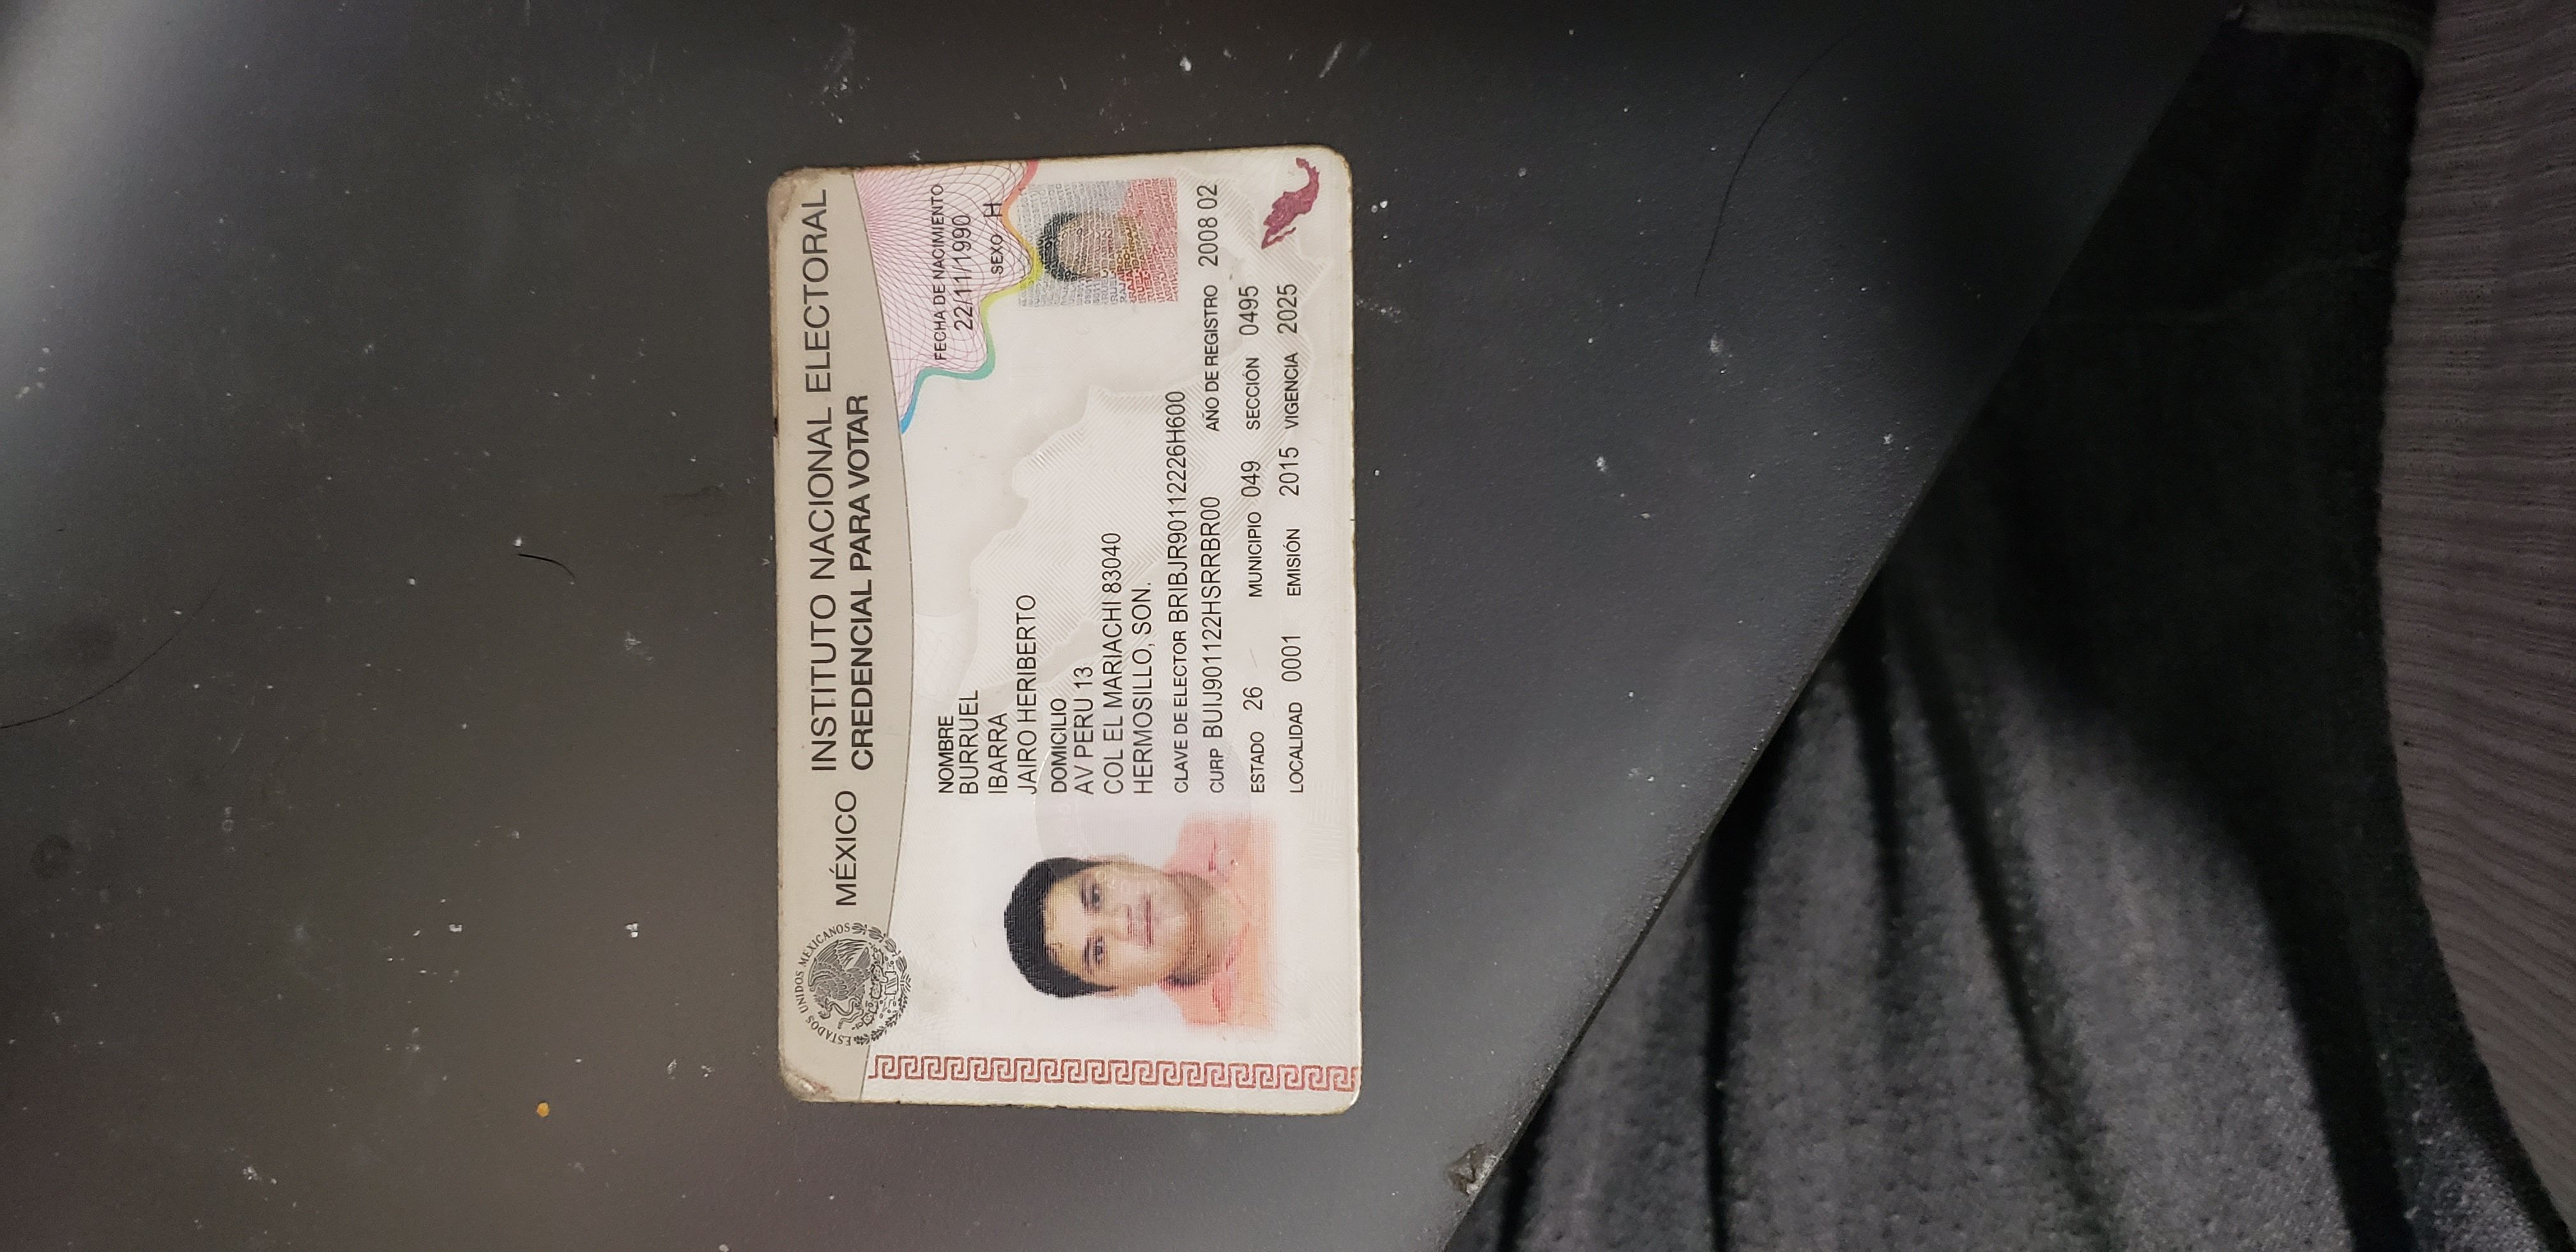 ESTADOS UNIDOS MEXICANOS
MÉXICO
INSTITUTO NACIONAL ELECTORAL
CREDENCIAL PARA VOTAR
NOMBRE
BURRUEL
IBARRA
JAIRO HERIBERTO
DOMICILIO
AV PERU 13
COL EL MARIACHI 83040
HERMOSILLO, SON.
FECHA DE NACIMIENTO
22/11/1990
SEXO H
CLAVE DE ELECTOR BRIBJR90112226H600
CURP BUIJ901122HSRRBR00 AÑO DE REGISTRO 2008 02
ESTADO 26 MUNICIPIO 049 SECCIÓN 0495
LOCALIDAD 0001 EMISIÓN 2015 VIGENCIA 2025